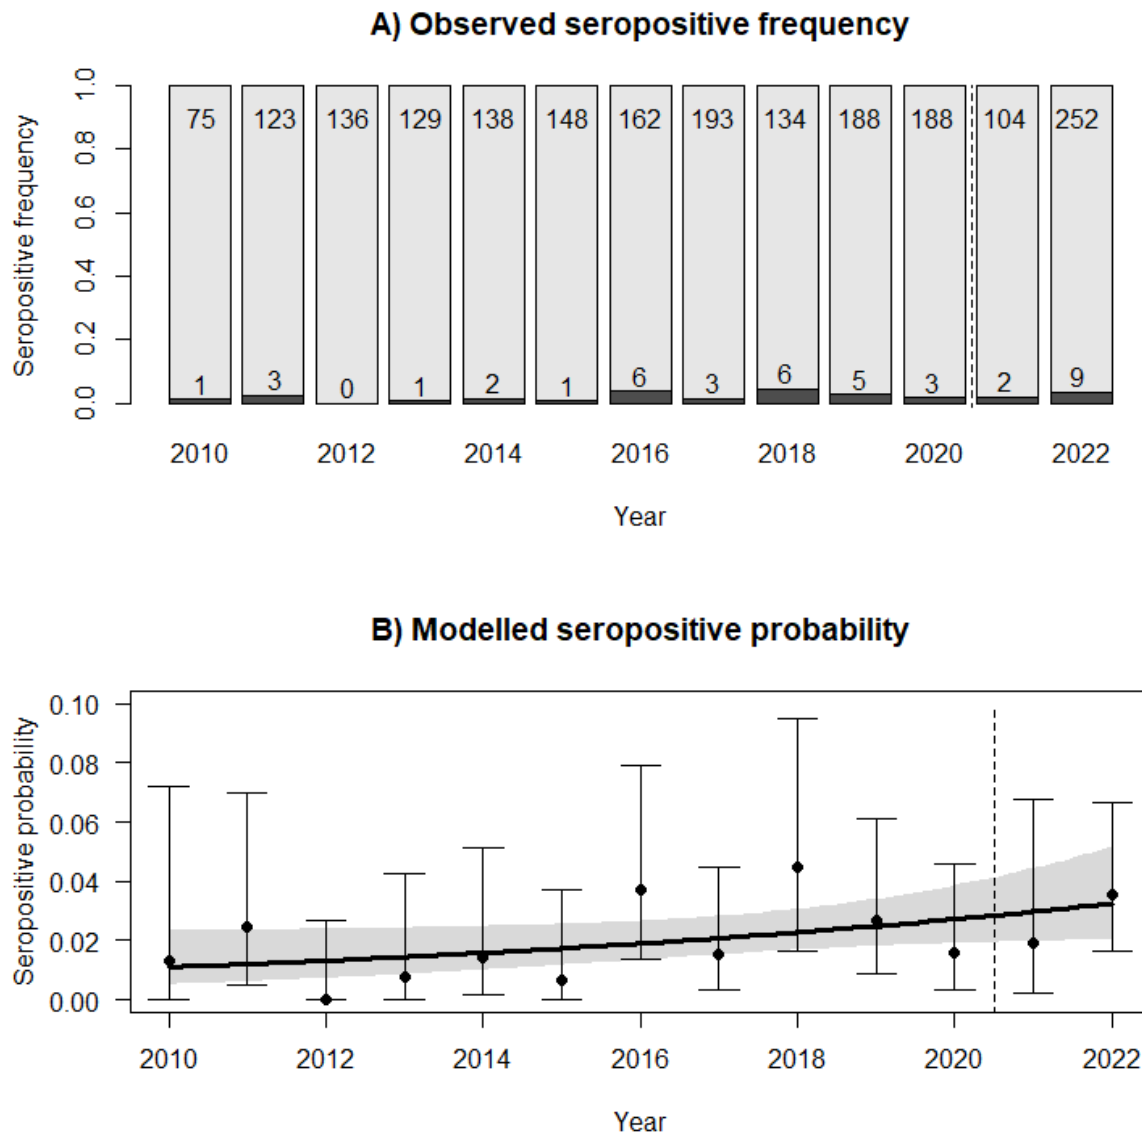 A) Observed seropositive frequency
Seropositive frequency
1.0
0.8
0.6
0.4
0.2
0.0
75 123 136 129 138 148 162 193 134 188 188 104 252
1 3 0 1 2 1 6 3 6 5 3 2 9
2010 2012 2014 2016 2018 2020 2022
Year
B) Modelled seropositive probability
Seropositive probability
0.10
0.08
0.06
0.04
0.02
0.00
2010 2012 2014 2016 2018 2020 2022
Year